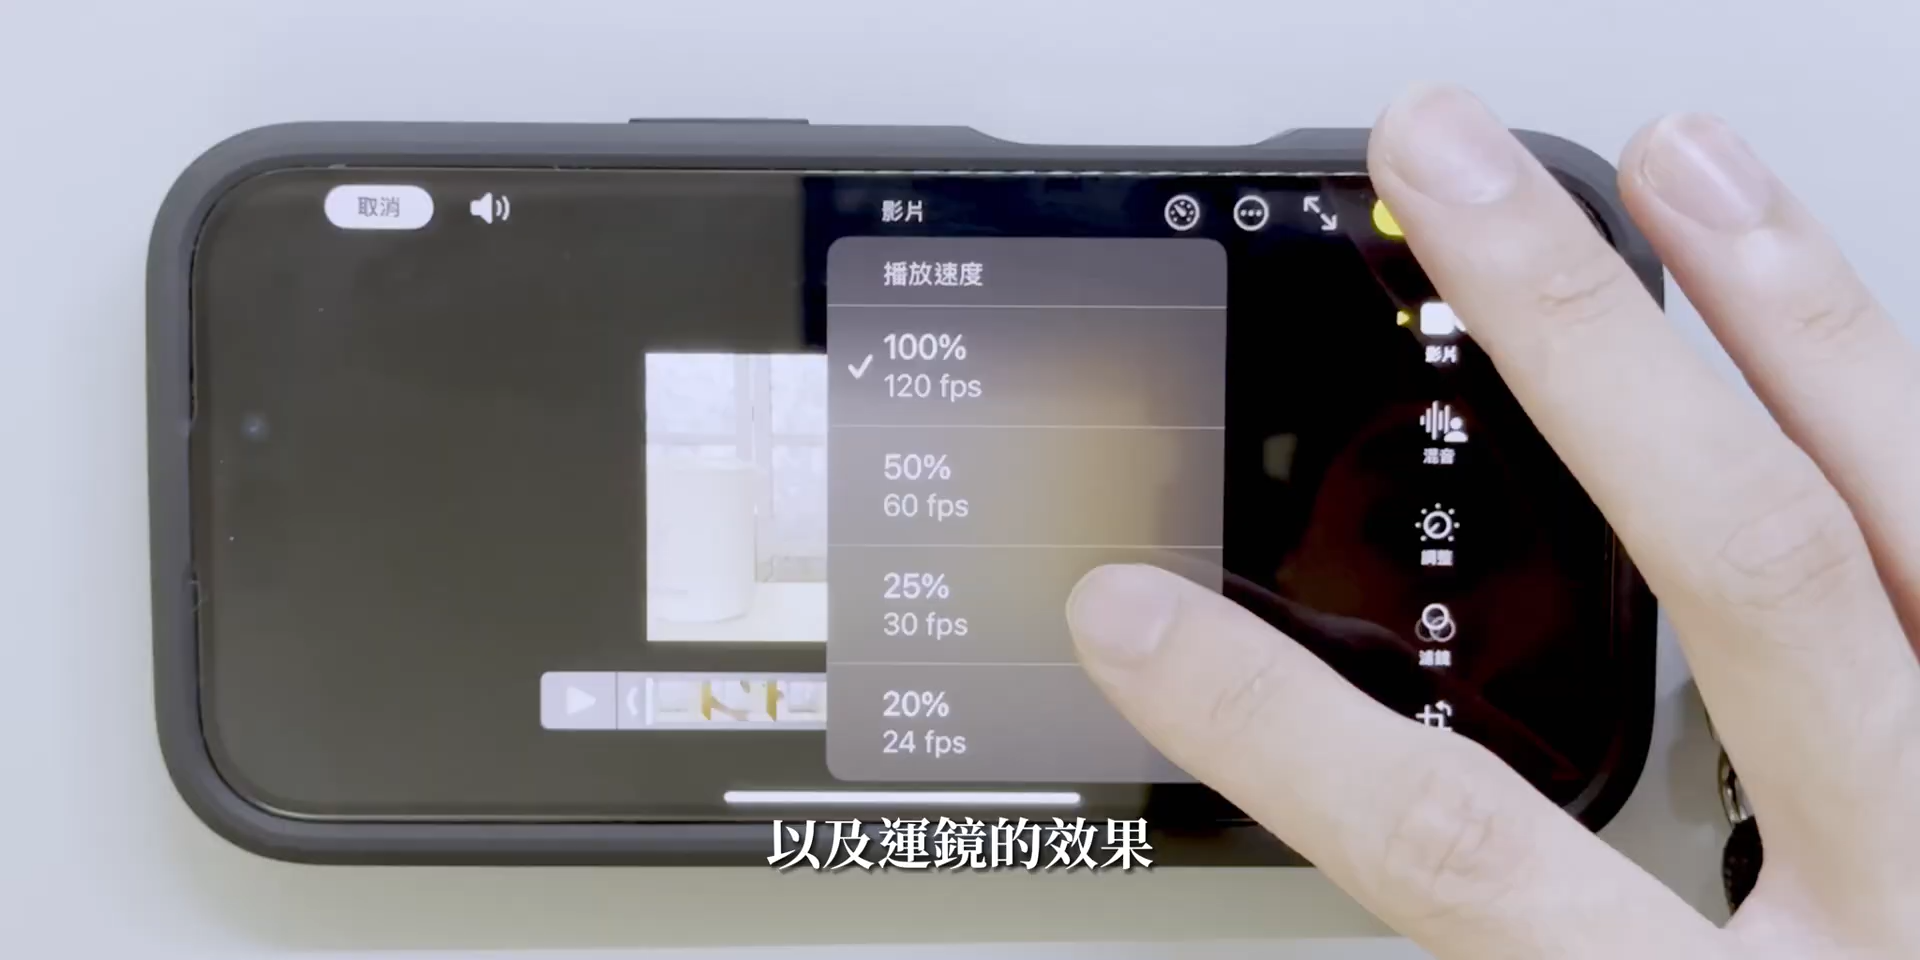 取消
影片
播放速度
100%
120 fps
50%
60 fps
25%
30 fps
20%
24 fps
影片
混音
調整
濾鏡
以及運鏡的效果